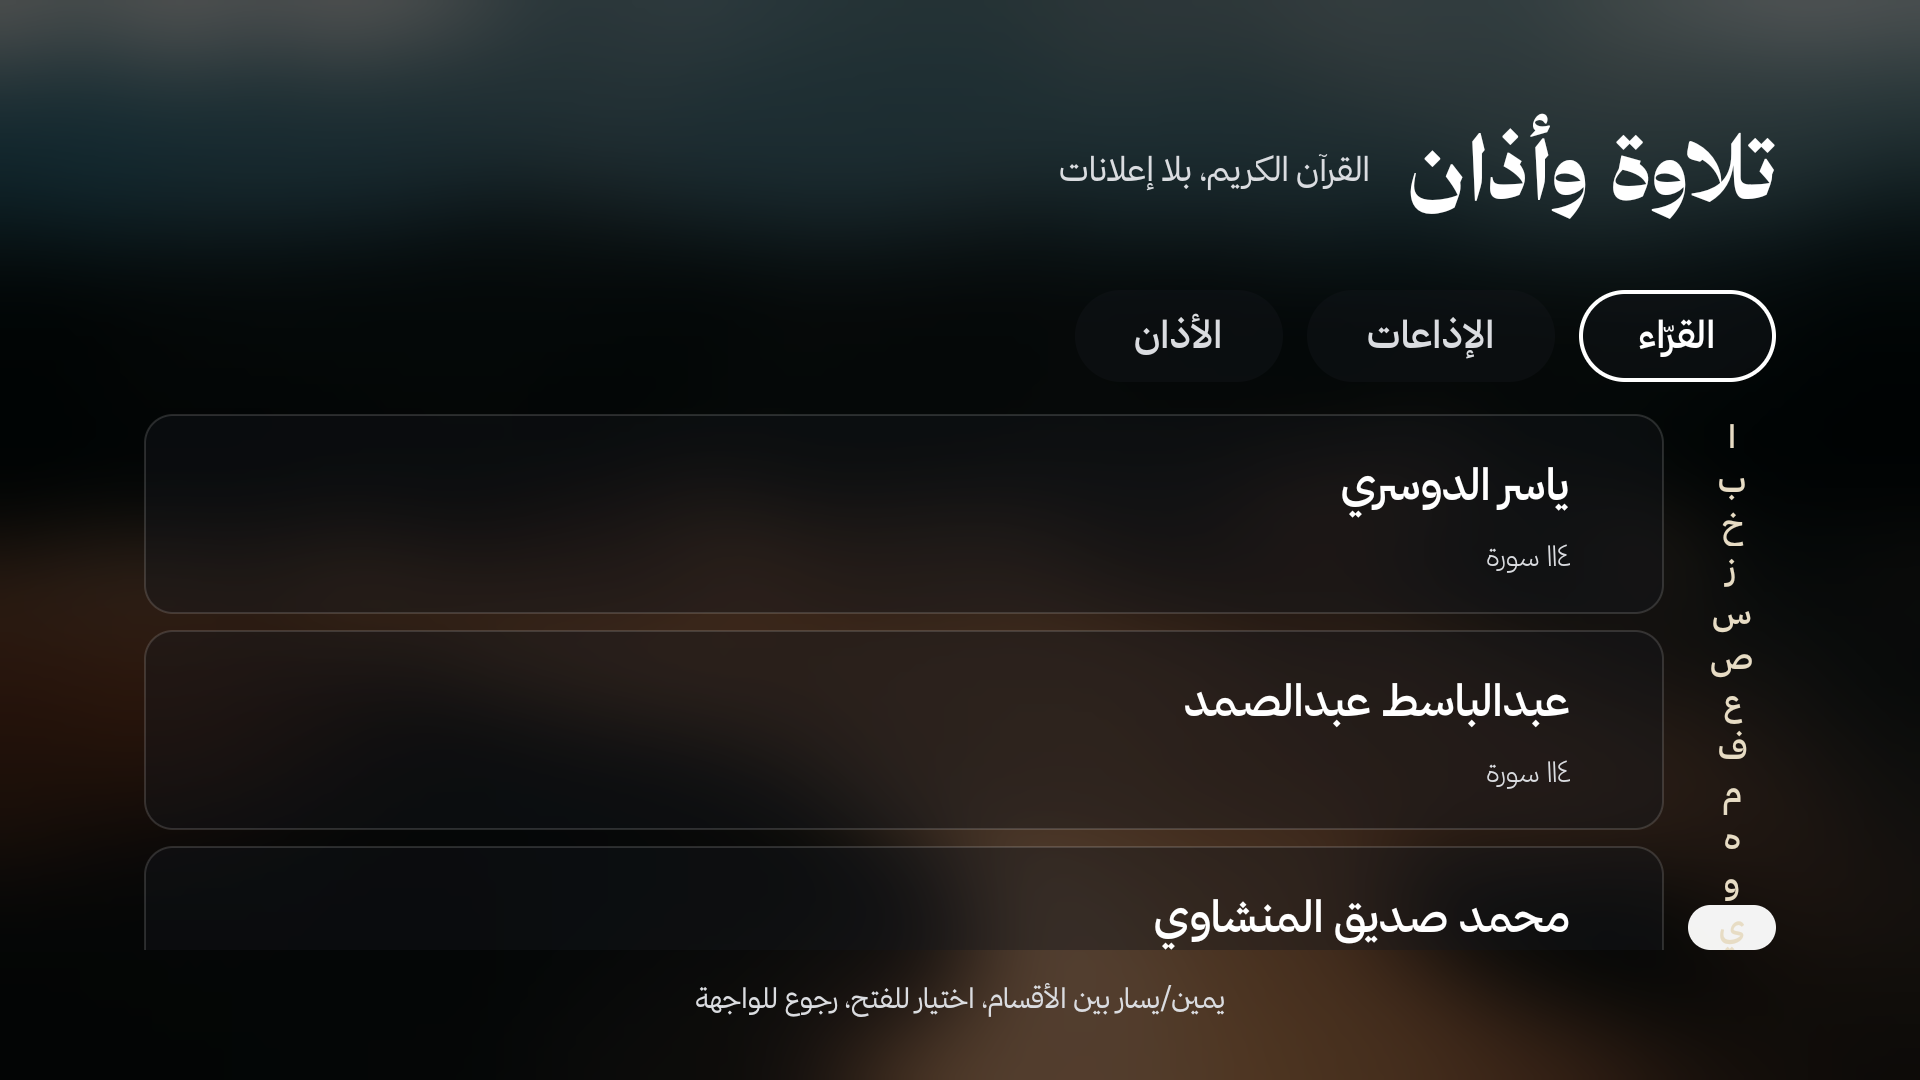 تلاوة وأذان
القرآن الكريم، بلا إعلانات
القرّاء
الإذاعات
الأذان
ا
ب
خ
ز
س
ص
ع
ف
م
ه
و
ي
ياسر الدوسري
١١٤ سورة
عبدالباسط عبدالصمد
١١٤ سورة
محمد صديق المنشاوي
يمين/يسار بين الأقسام، اختيار للفتح، رجوع للواجهة